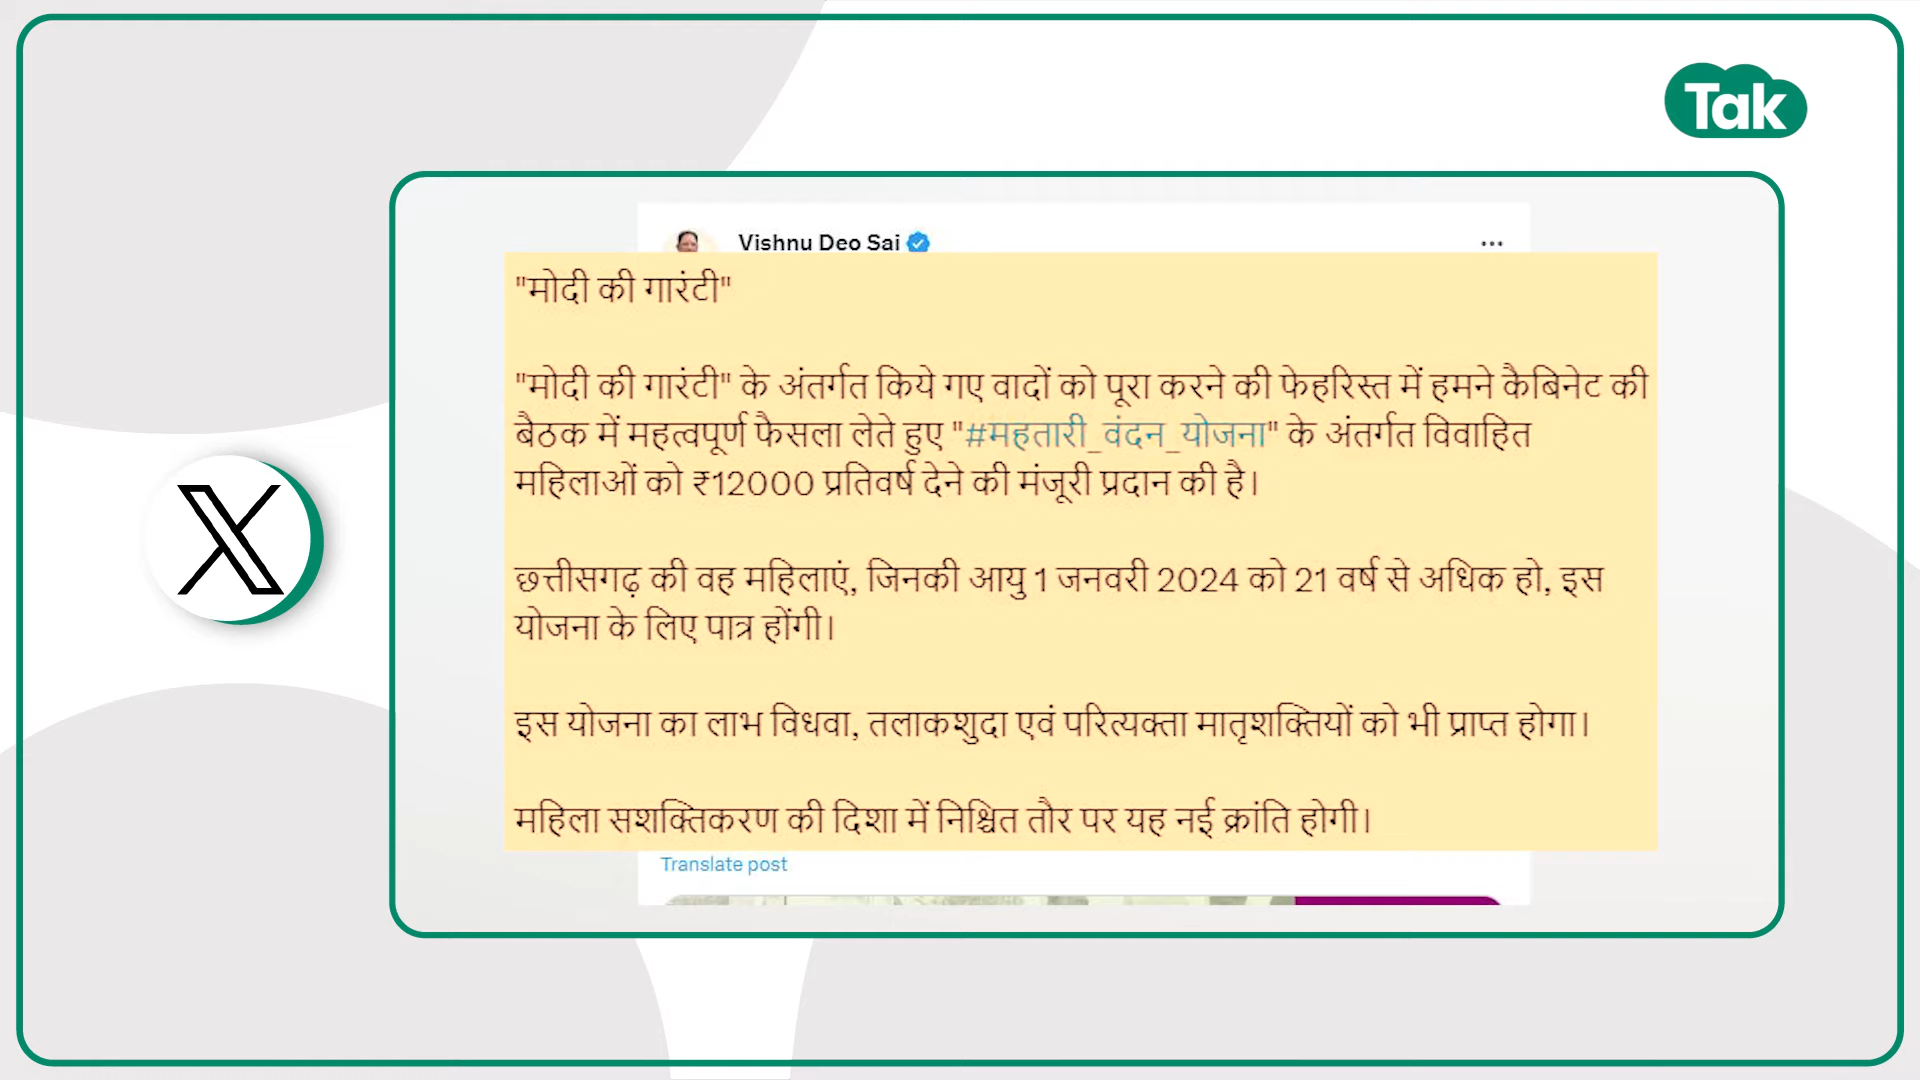 Tak
Vishnu Deo Sai
"मोदी की गारंटी"
"मोदी की गारंटी" के अंतर्गत किये गए वादों को पूरा करने की फेहरिस्त में हमने कैबिनेट की
बैठक में महत्वपूर्ण फैसला लेते हुए "#महतारी_वंदन_योजना" के अंतर्गत विवाहित
महिलाओं को ₹12000 प्रतिवर्ष देने की मंजूरी प्रदान की है।
छत्तीसगढ़ की वह महिलाएं, जिनकी आयु 1 जनवरी 2024 को 21 वर्ष से अधिक हो, इस
योजना के लिए पात्र होंगी।
इस योजना का लाभ विधवा, तलाकशुदा एवं परित्यक्ता मातृशक्तियों को भी प्राप्त होगा।
महिला सशक्तिकरण की दिशा में निश्चित तौर पर यह नई क्रांति होगी।
Translate post